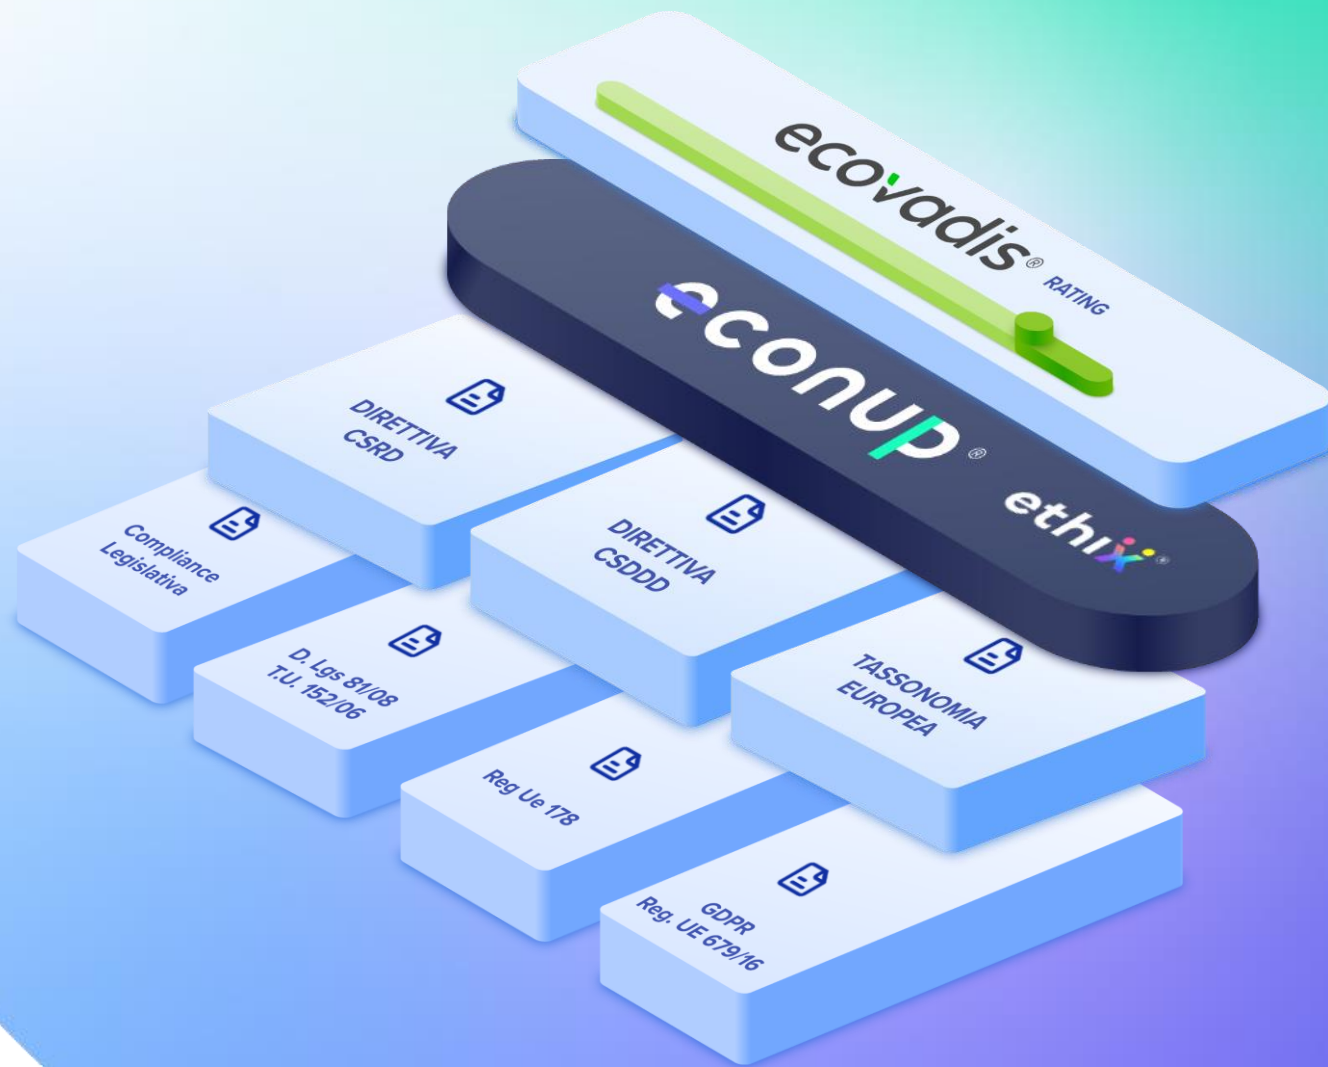 ecovadis®
RATING
econup®
ethix®
DIRETTIVA
CSRD
DIRETTIVA
CSDDD
TASSONOMIA
EUROPEA
Compliance
Legislativa
D. Lgs 81/08
T.U. 152/06
Reg Ue 178
GDPR
Reg. UE 679/16